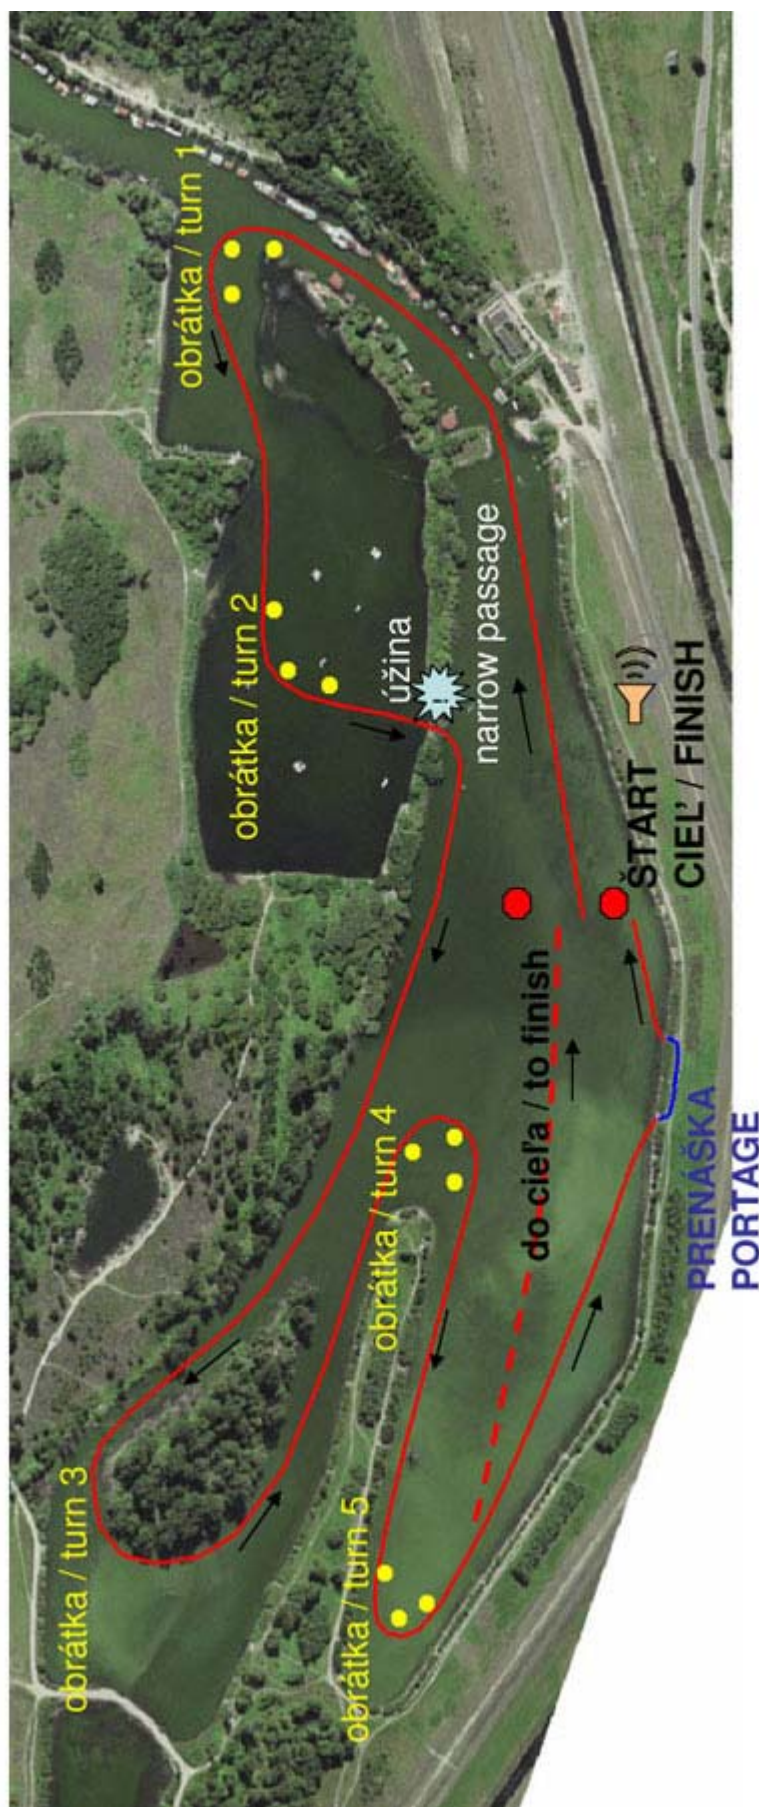 obrátka / turn 1
obrátka / turn 2
úžina
narrow passage
!
ŠTART
CIEĽ / FINISH
do cieľa / to finish
obrátka / turn 4
PRENÁŠKA
PORTAGE
obrátka / turn 3
obrátka / turn 5